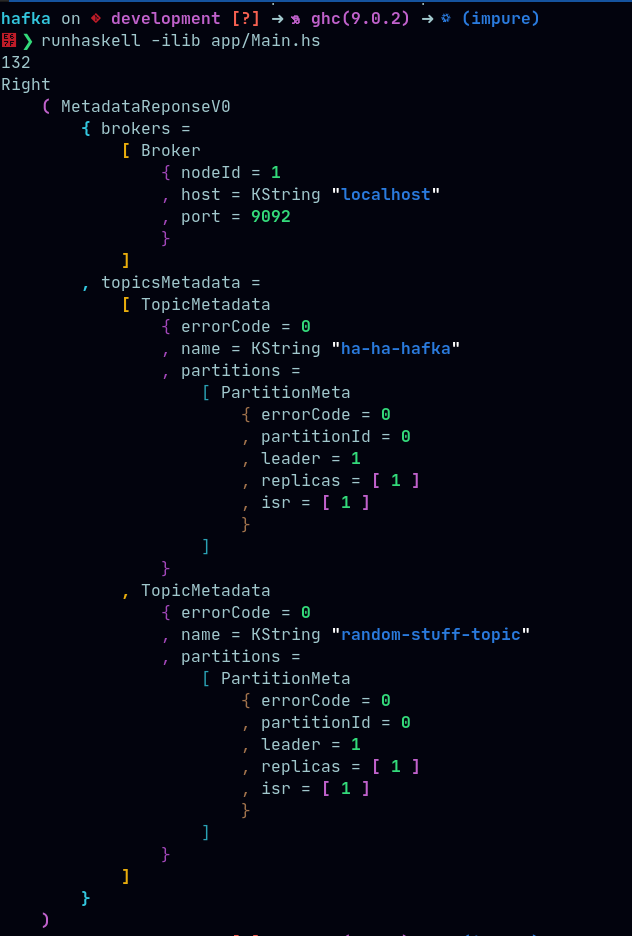 hafka on development [?] → ghc(9.0.2) → (impure)
❯ runhaskell -ilib app/Main.hs
132
Right
    ( MetadataReponseV0
        { brokers =
            [ Broker
                { nodeId = 1
                , host = KString "localhost"
                , port = 9092
                }
            ]
        , topicsMetadata =
            [ TopicMetadata
                { errorCode = 0
                , name = KString "ha-ha-hafka"
                , partitions =
                    [ PartitionMeta
                        { errorCode = 0
                        , partitionId = 0
                        , leader = 1
                        , replicas = [ 1 ]
                        , isr = [ 1 ]
                        }
                    ]
                }
            , TopicMetadata
                { errorCode = 0
                , name = KString "random-stuff-topic"
                , partitions =
                    [ PartitionMeta
                        { errorCode = 0
                        , partitionId = 0
                        , leader = 1
                        , replicas = [ 1 ]
                        , isr = [ 1 ]
                        }
                    ]
                }
            ]
        }
    )